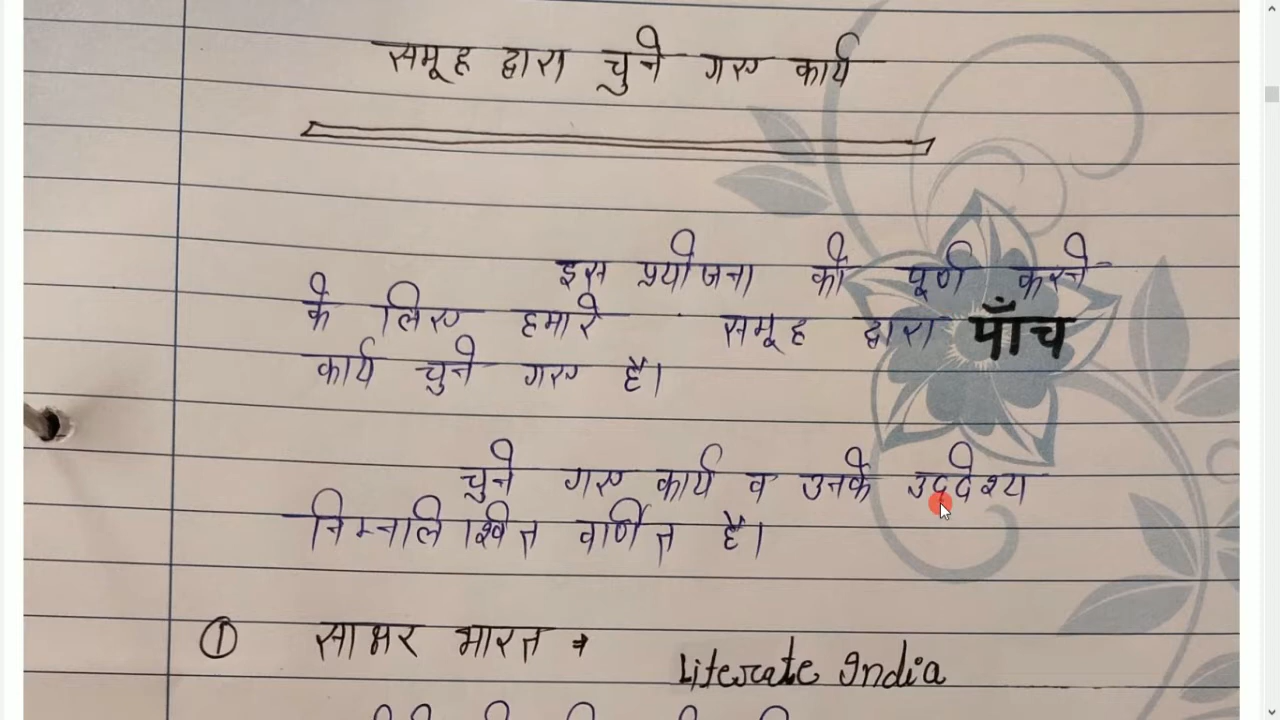 समूह द्वारा चुने गए कार्य
इस प्रयोजना को पूर्ण करने
के लिए हमारे समूह द्वारा पाँच
कार्य चुने गए है।
चुने गए कार्य व उनके उद्देश्य
निम्नलिखित वर्णित है।
① साक्षर भारत → Literate India